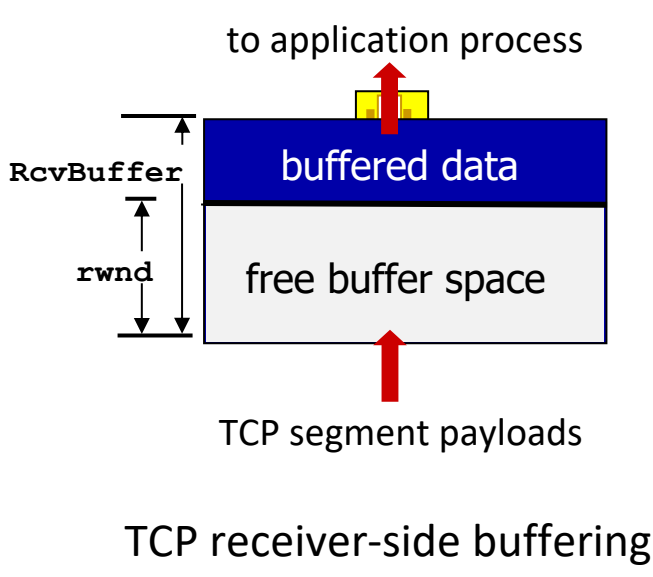 to application process
RcvBuffer
buffered data
rwnd
free buffer space
TCP segment payloads
TCP receiver-side buffering